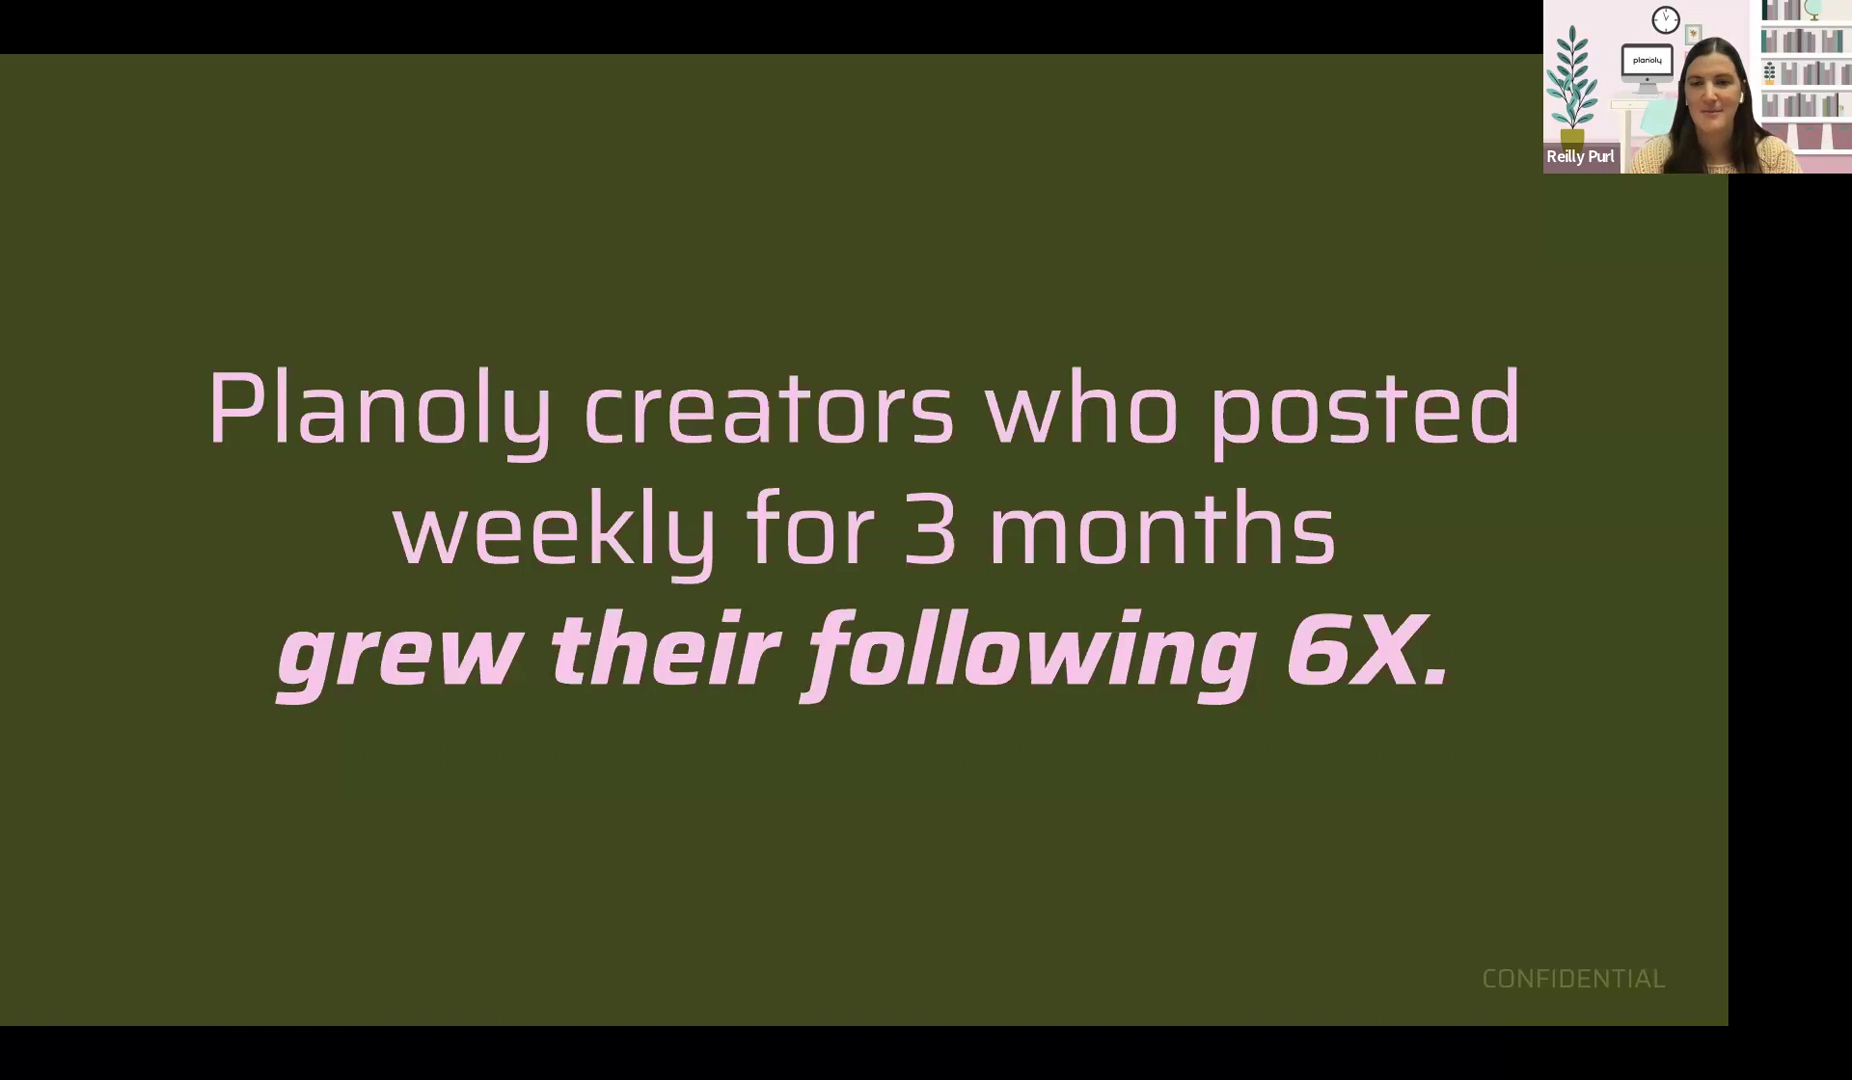 planoly
Reilly Purl
Planoly creators who posted
weekly for 3 months
grew their following 6X.
CONFIDENTIAL